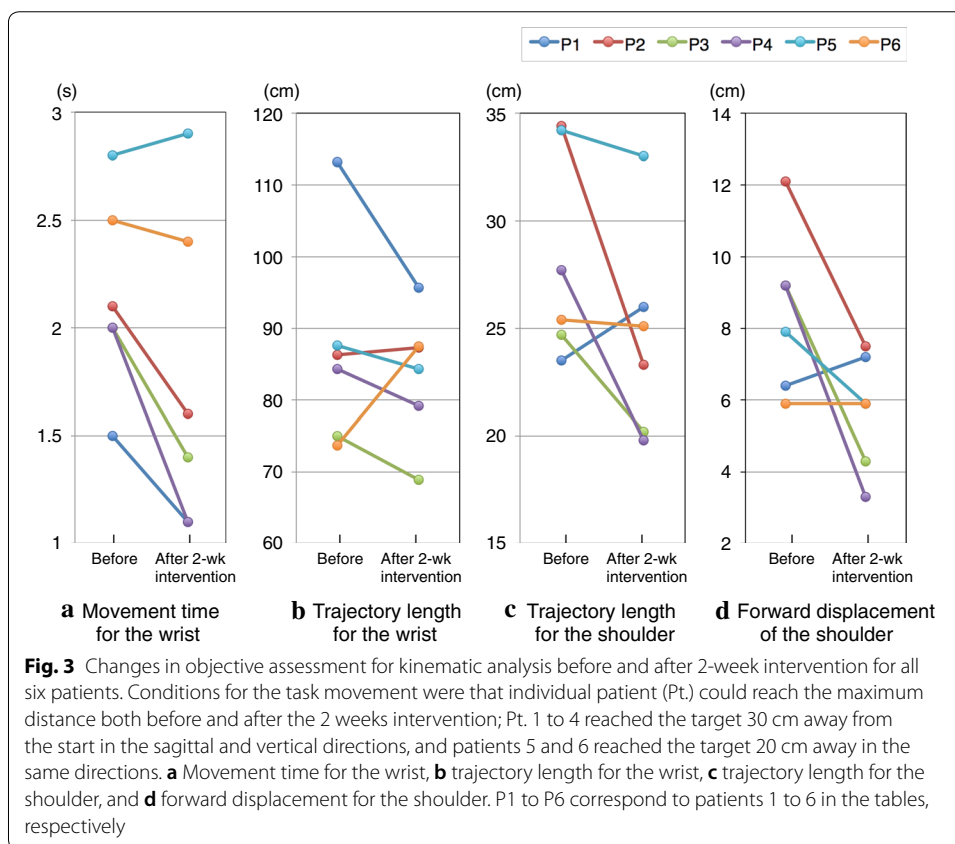 P1 P2 P3 P4 P5 P6
(s) (cm) (cm) (cm)
3 120 35 14
2.5 110 30 12
2 100 25 10
1.5 90 20 8
1 80 15 6
70 4
60 2
Before After 2-wk intervention Before After 2-wk intervention Before After 2-wk intervention Before After 2-wk intervention
a Movement time for the wrist
b Trajectory length for the wrist
c Trajectory length for the shoulder
d Forward displacement of the shoulder
Fig. 3 Changes in objective assessment for kinematic analysis before and after 2-week intervention for all
six patients. Conditions for the task movement were that individual patient (Pt.) could reach the maximum
distance both before and after the 2 weeks intervention; Pt. 1 to 4 reached the target 30 cm away from
the start in the sagittal and vertical directions, and patients 5 and 6 reached the target 20 cm away in the
same directions. a Movement time for the wrist, b trajectory length for the wrist, c trajectory length for the
shoulder, and d forward displacement for the shoulder. P1 to P6 correspond to patients 1 to 6 in the tables,
respectively